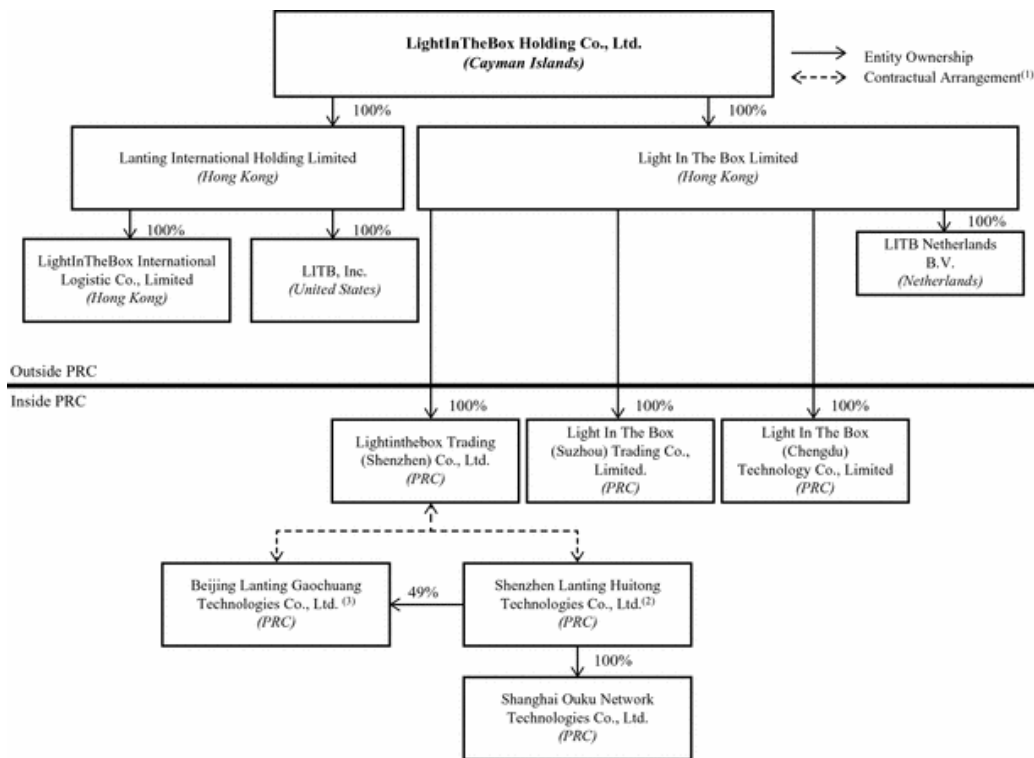 LightInTheBox Holding Co., Ltd.
(Cayman Islands)
Entity Ownership
Contractual Arrangement(1)
100%
100%
Lanting International Holding Limited
(Hong Kong)
Light In The Box Limited
(Hong Kong)
100%
100%
100%
LightInTheBox International
Logistic Co., Limited
(Hong Kong)
LITB, Inc.
(United States)
LITB Netherlands
B.V.
(Netherlands)
Outside PRC
Inside PRC
100%
100%
100%
Lightinthebox Trading
(Shenzhen) Co., Ltd.
(PRC)
Light In The Box
(Suzhou) Trading Co.,
Limited.
(PRC)
Light In The Box
(Chengdu)
Technology Co., Limited
(PRC)
Beijing Lanting Gaochuang
Technologies Co., Ltd. (3)
(PRC)
49%
Shenzhen Lanting Huitong
Technologies Co., Ltd.(2)
(PRC)
100%
Shanghai Ouku Network
Technologies Co., Ltd.
(PRC)